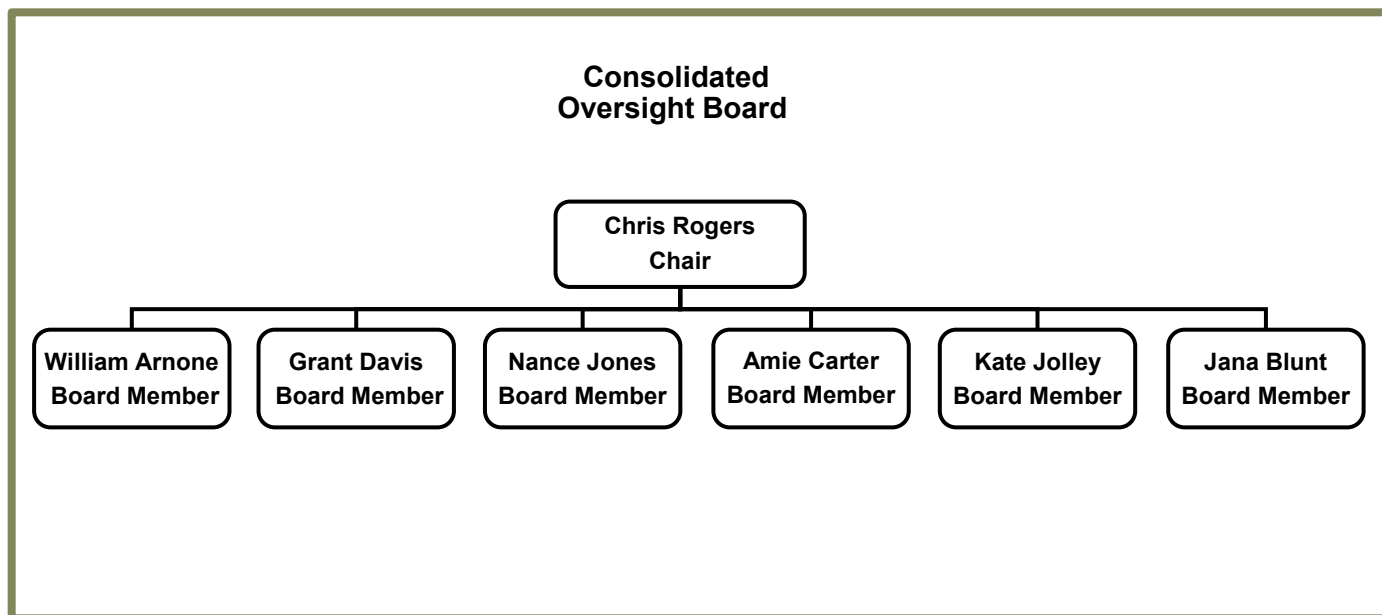 Consolidated
Oversight Board
Chris Rogers
Chair
William Arnone
Board Member
Grant Davis
Board Member
Nance Jones
Board Member
Amie Carter
Board Member
Kate Jolley
Board Member
Jana Blunt
Board Member